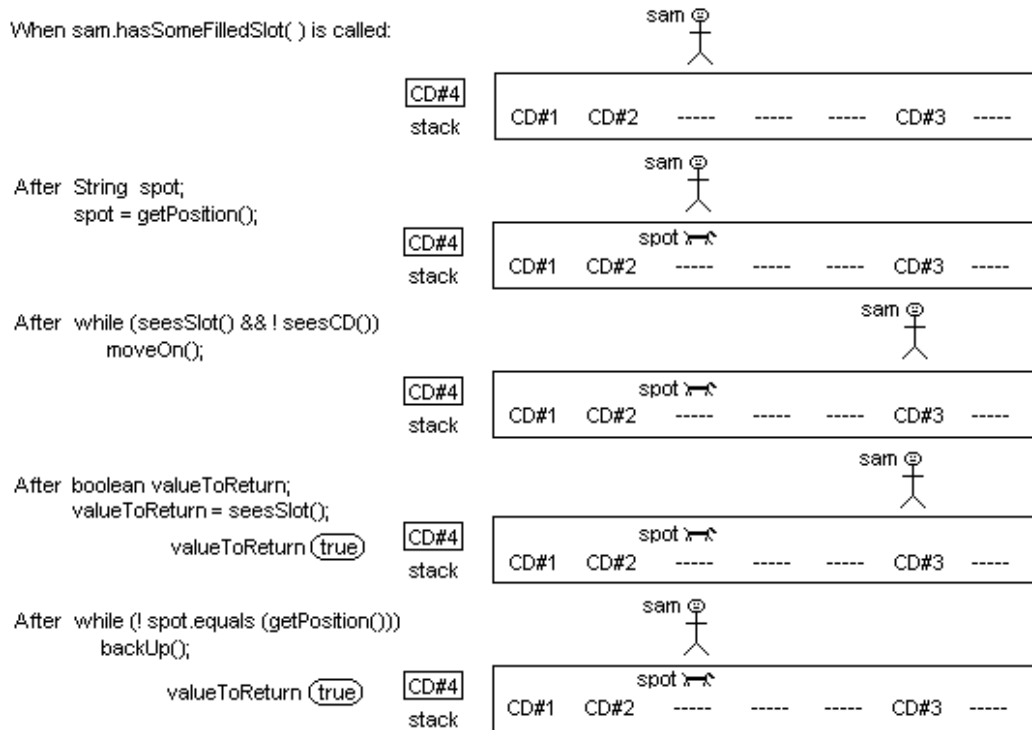 sam
When sam.hasSomeFilledSlot( ) is called:
CD#4
stack
CD#1 CD#2 ----- ----- ----- CD#3 -----
sam
After String spot;
spot = getPosition();
spot
CD#4
stack
CD#1 CD#2 ----- ----- ----- CD#3 -----
sam
After while (seesSlot() && ! seesCD())
moveOn();
spot
CD#4
stack
CD#1 CD#2 ----- ----- ----- CD#3 -----
sam
After boolean valueToReturn;
valueToReturn = seesSlot();
valueToReturn true
spot
CD#4
stack
CD#1 CD#2 ----- ----- ----- CD#3 -----
sam
After while (! spot.equals (getPosition()))
backUp();
valueToReturn true
spot
CD#4
stack
CD#1 CD#2 ----- ----- ----- CD#3 -----